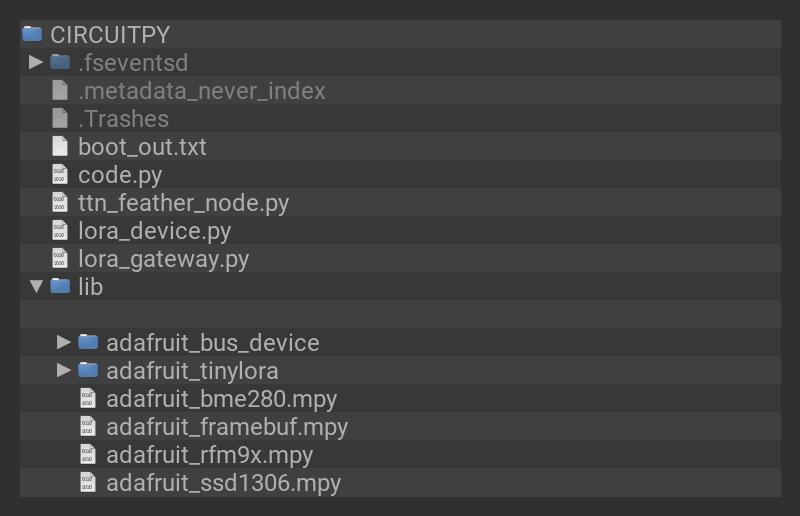 CIRCUITPY
.fseventsd
.metadata_never_index
.Trashes
boot_out.txt
code.py
ttn_feather_node.py
lora_device.py
lora_gateway.py
lib
adafruit_bus_device
adafruit_tinylora
adafruit_bme280.mpy
adafruit_framebuf.mpy
adafruit_rfm9x.mpy
adafruit_ssd1306.mpy